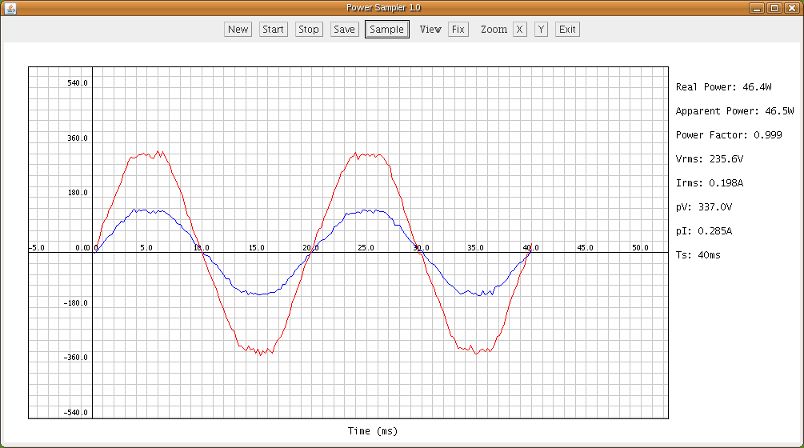 Power Sampler 1.0
New Start Stop Save Sample View Fix Zoom X Y Exit
540.0
360.0
180.0
-5.0 0.0 0 5.0 10.0 15.0 20.0 25.0 30.0 35.0 40.0 45.0 50.0
-180.0
-360.0
-540.0
Time (ms)
Real Power: 46.4W
Apparent Power: 46.5W
Power Factor: 0.999
Vrms: 235.6V
Irms: 0.198A
pV: 337.0V
pI: 0.285A
Ts: 40ms